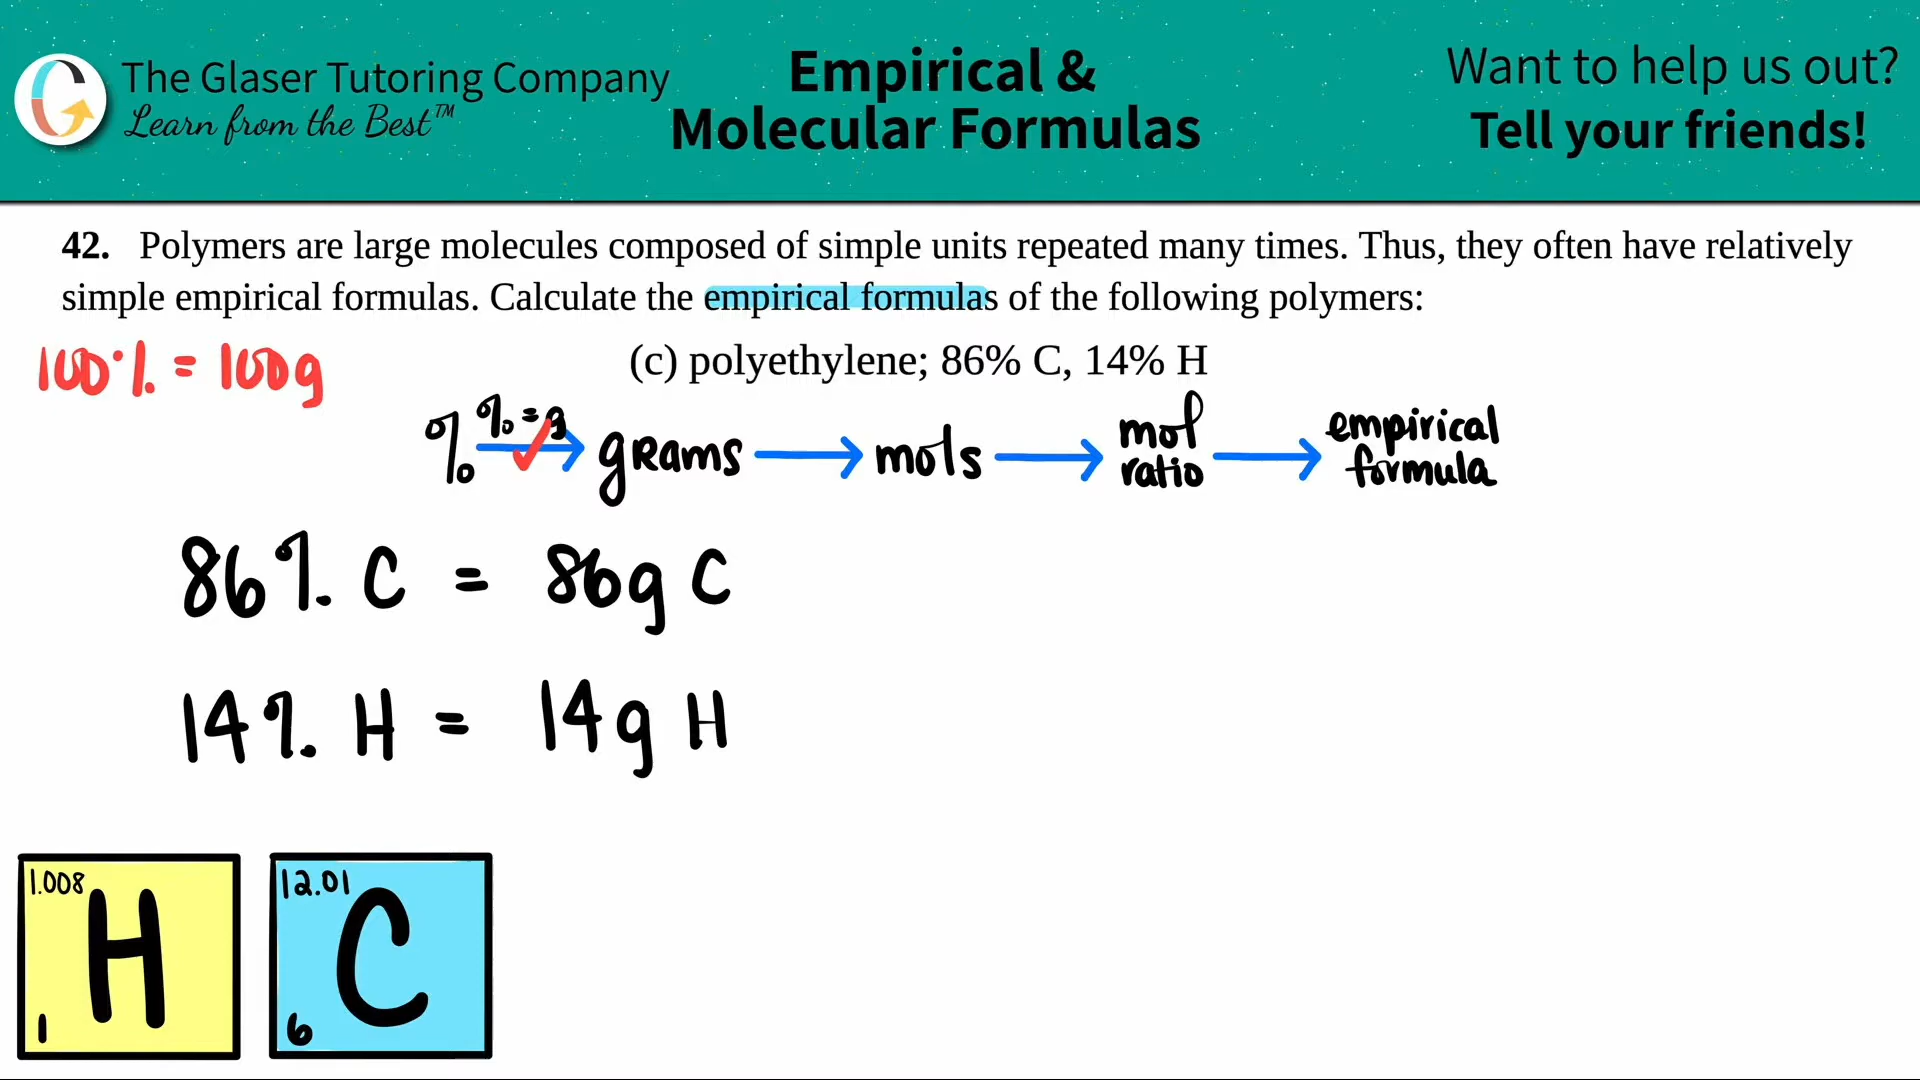 The Glaser Tutoring Company
Learn from the Best™
Empirical &
Molecular Formulas
Want to help us out?
Tell your friends!
42. Polymers are large molecules composed of simple units repeated many times. Thus, they often have relatively
simple empirical formulas. Calculate the empirical formulas of the following polymers:
100% = 100g
(c) polyethylene; 86% C, 14% H
% %=g grams mols mol ratio empirical formula
86% C = 86g C
14% H = 14g H
1.008
H
1
12.01
C
6